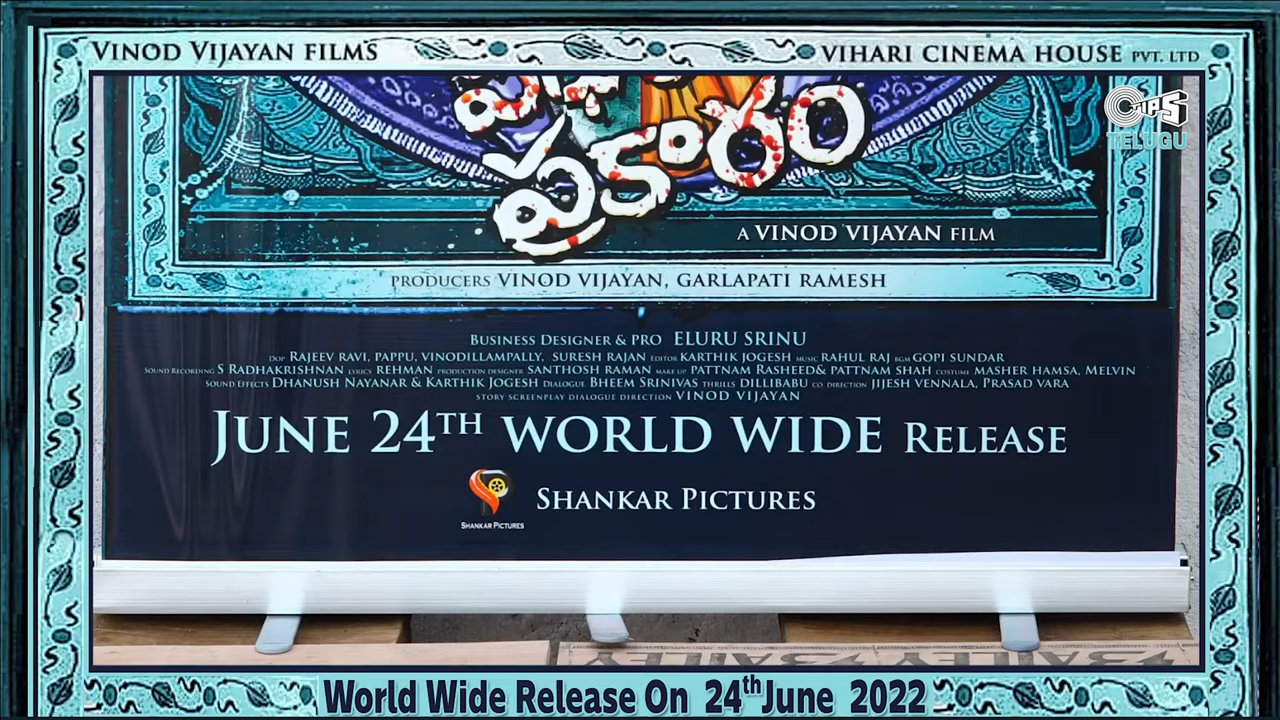 VINOD VIJAYAN FILMS
VIHARI CINEMA HOUSE PVT. LTD
TIPS
TELUGU
ప్రకారం
A VINOD VIJAYAN FILM
PRODUCERS VINOD VIJAYAN, GARLAPATI RAMESH
BUSINESS DESIGNER & PRO ELURU SRINU
DOP RAJEEV RAVI, PAPPU, VINODILLAMPALLY, SURESH RAJAN EDITOR KARTHIK JOGESH MUSIC RAHUL RAJ BGM GOPI SUNDAR
SOUND RECORDING S RADHAKRISHNAN LYRICS REHMAN PRODUCTION DESIGNER SANTHOSH RAMAN MAKE UP PATTNAM RASHEED& PATTNAM SHAH COSTUME MASHER HAMSA, MELVIN
SOUND EFFECTS DHANUSH NAYANAR & KARTHIK JOGESH DIALOGUE BHEEM SRINIVAS THRILLS DILLIBABU CO. DIRECTION JIJESH VENNALA, PRASAD VARA
STORY SCREENPLAY DIALOGUE DIRECTION VINOD VIJAYAN
JUNE 24TH WORLD WIDE RELEASE
SHANKAR PICTURES
SHANKAR PICTURES
BAILEY BAILEY
World Wide Release On 24th June 2022